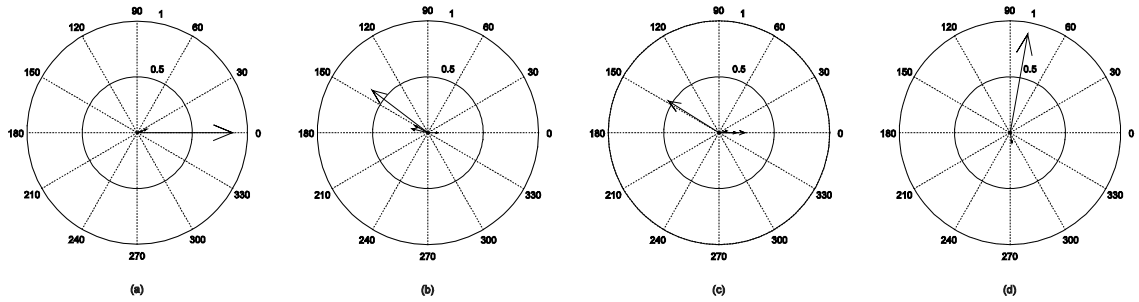 90 1 90 1 90 1 90 1
120 60 120 60 120 60 120 60
0.5 0.5 0.5 0.5
150 30 150 30 150 30 150 30
180 0 180 0 180 0 180 0
210 330 210 330 210 330 210 330
240 300 240 300 240 300 240 300
270 270 270 270
(a) (b) (c) (d)